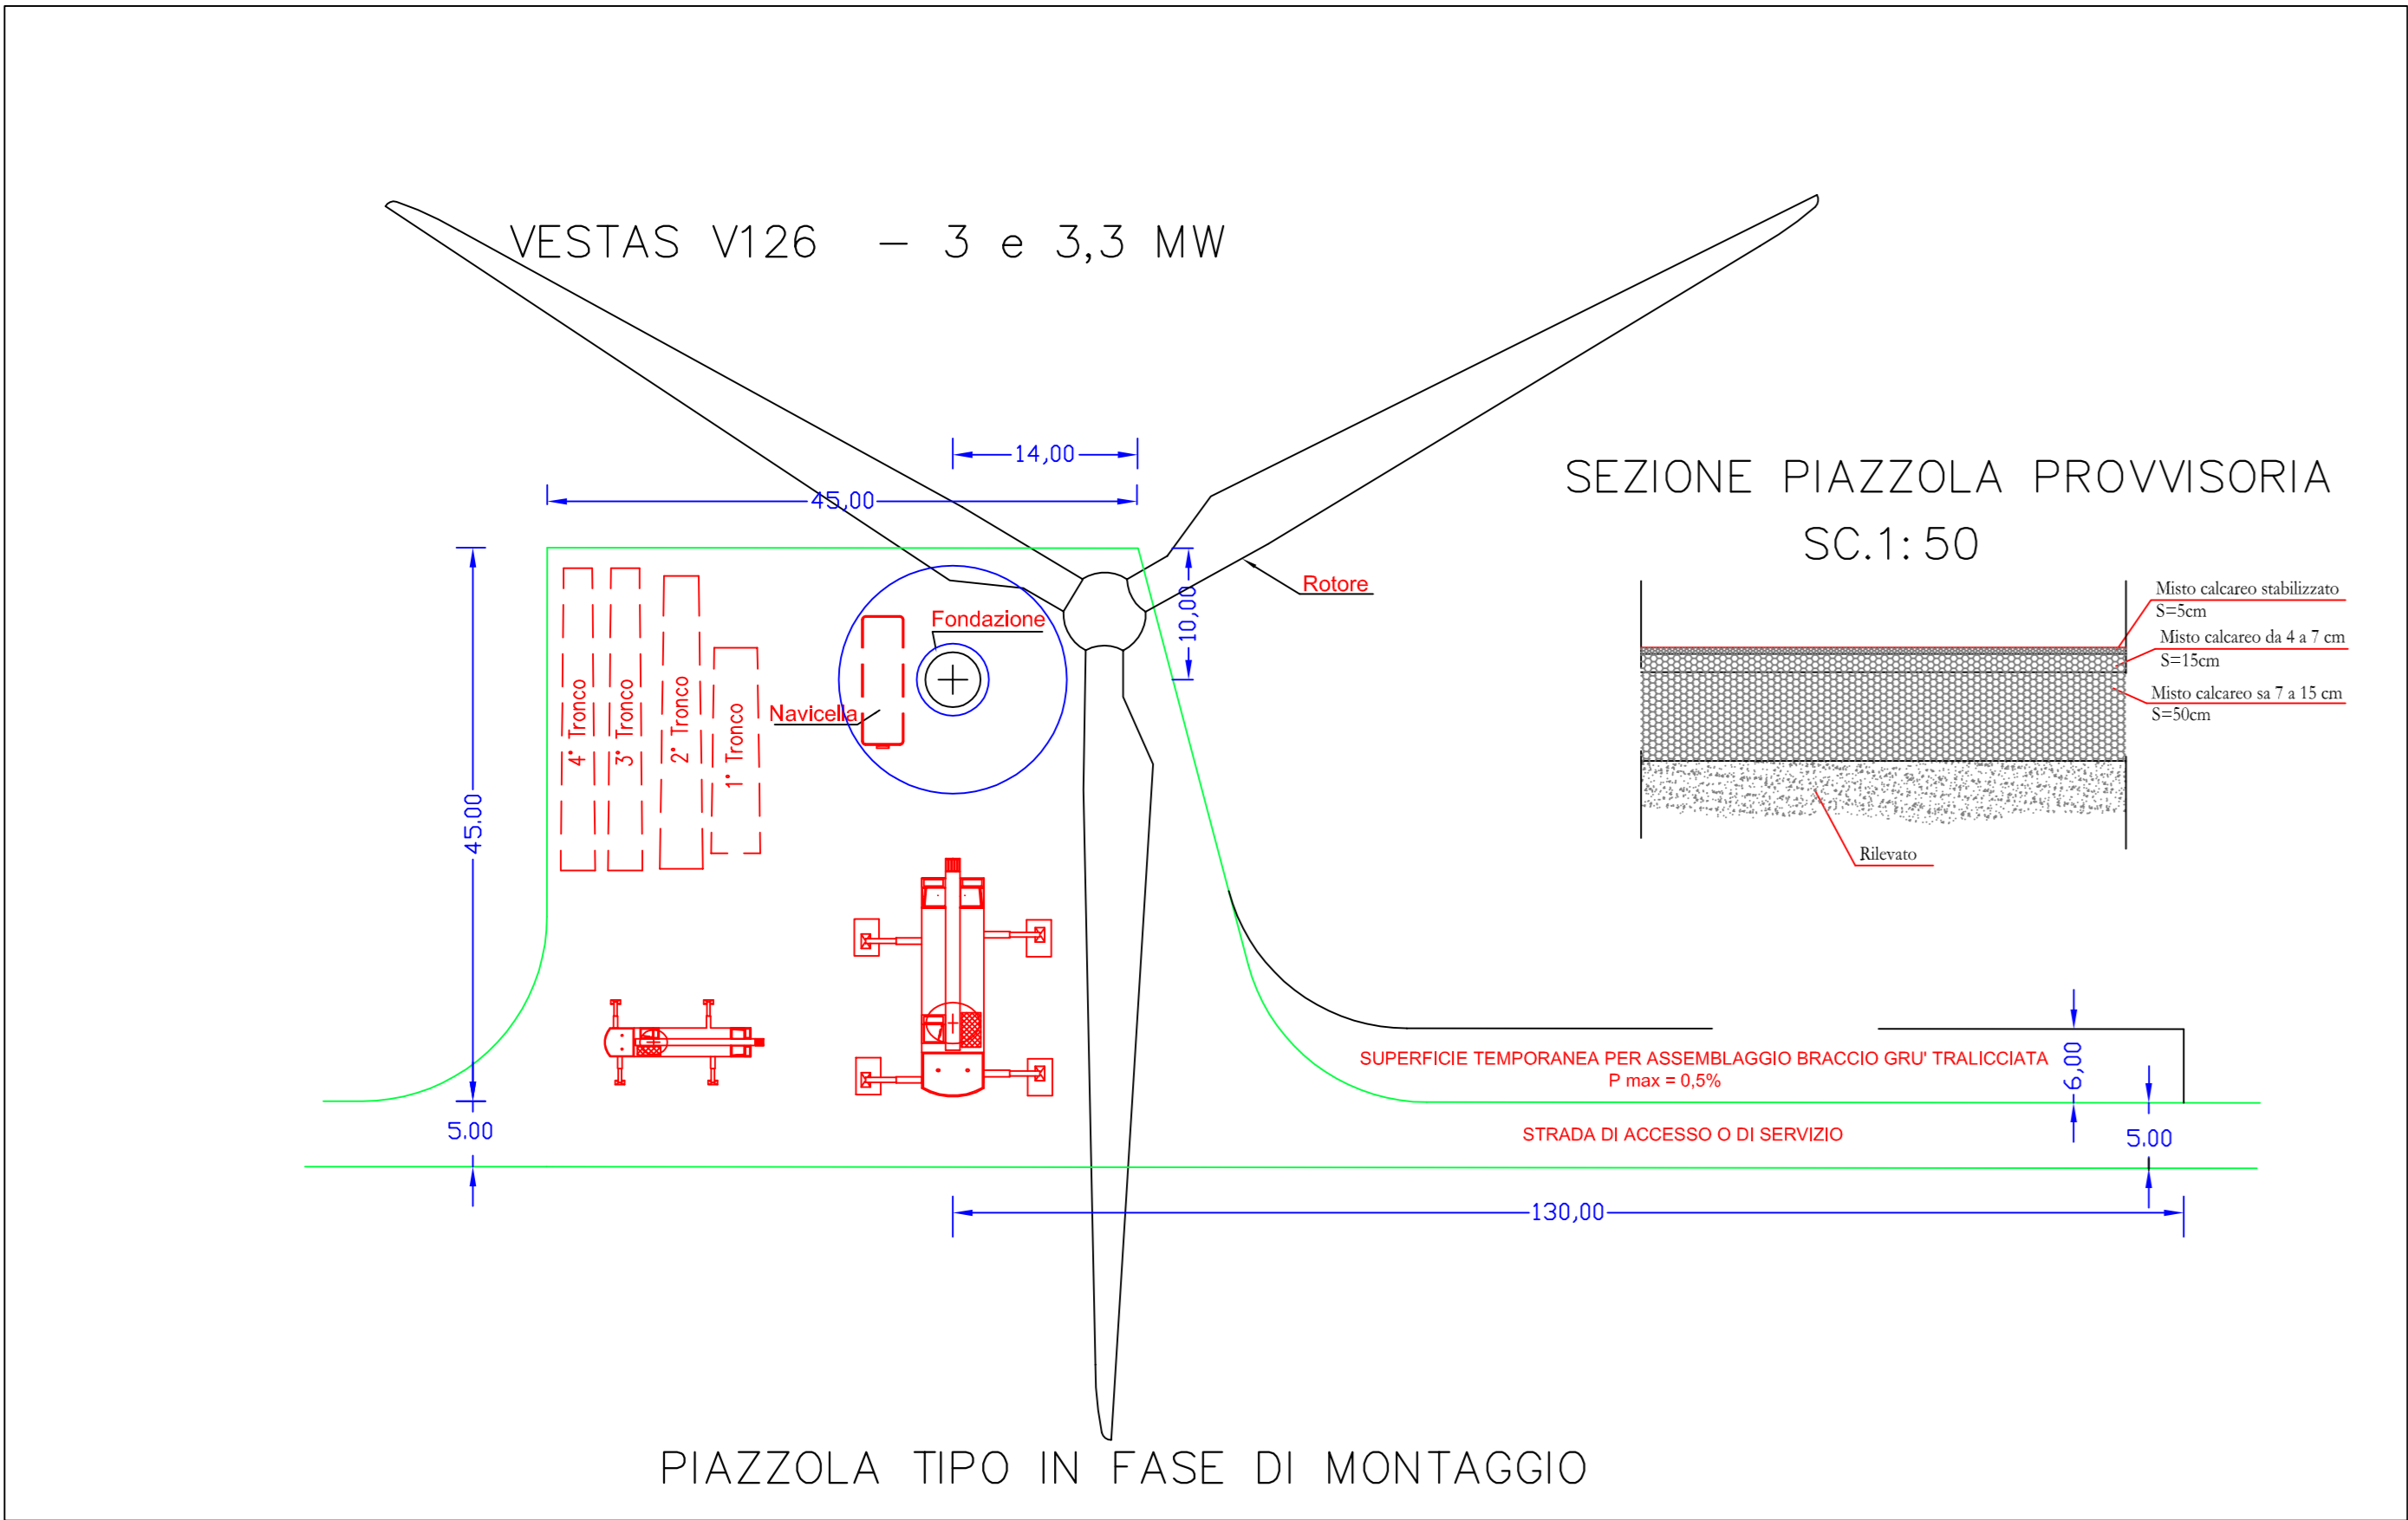 VESTAS V126 – 3 e 3,3 MW
14,00
45,00
SEZIONE PIAZZOLA PROVVISORIA
SC.1:50
Rotore
10,00
Misto calcareo stabilizzato
S=5cm
Misto calcareo da 4 a 7 cm
S=15cm
Misto calcareo sa 7 a 15 cm
S=50cm
Rilevato
Fondazione
Navicella
4° Tronco
3° Tronco
2° Tronco
1° Tronco
45.00
5.00
SUPERFICIE TEMPORANEA PER ASSEMBLAGGIO BRACCIO GRU' TRALICCIATA
P max = 0,5%
6,00
STRADA DI ACCESSO O DI SERVIZIO
5.00
130,00
PIAZZOLA TIPO IN FASE DI MONTAGGIO